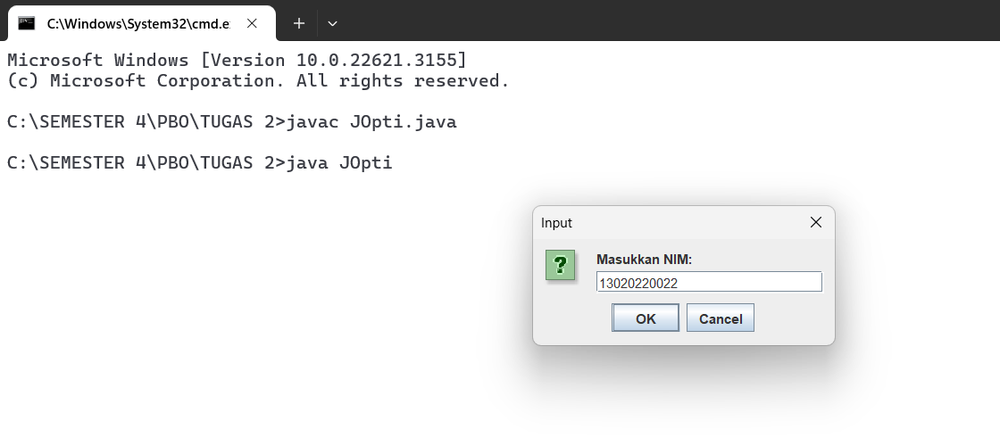 C:\Windows\System32\cmd.e
Microsoft Windows [Version 10.0.22621.3155]
(c) Microsoft Corporation. All rights reserved.
C:\SEMESTER 4\PBO\TUGAS 2>javac JOpti.java
C:\SEMESTER 4\PBO\TUGAS 2>java JOpti
Input
?
Masukkan NIM:
13020220022
OK
Cancel